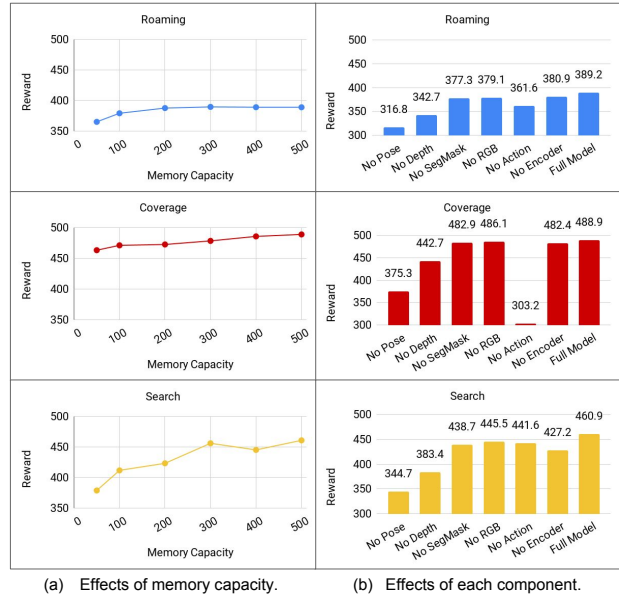 Roaming
500
450
400
350
Reward
0
100
200
300
400
500
Memory Capacity
Roaming
500
450
400
350
300
Reward
316.8
342.7
377.3
379.1
361.6
380.9
389.2
No Pose
No Depth
No SegMask
No RGB
No Action
No Encoder
Full Model
Coverage
500
450
400
350
Reward
0
100
200
300
400
500
Memory Capacity
Coverage
500
450
400
350
300
Reward
375.3
442.7
482.9
486.1
303.2
482.4
488.9
No Pose
No Depth
No SegMask
No RGB
No Action
No Encoder
Full Model
Search
500
450
400
350
Reward
0
100
200
300
400
500
Memory Capacity
Search
500
450
400
350
300
Reward
344.7
383.4
438.7
445.5
441.6
427.2
460.9
No Pose
No Depth
No SegMask
No RGB
No Action
No Encoder
Full Model
(a) Effects of memory capacity.
(b) Effects of each component.